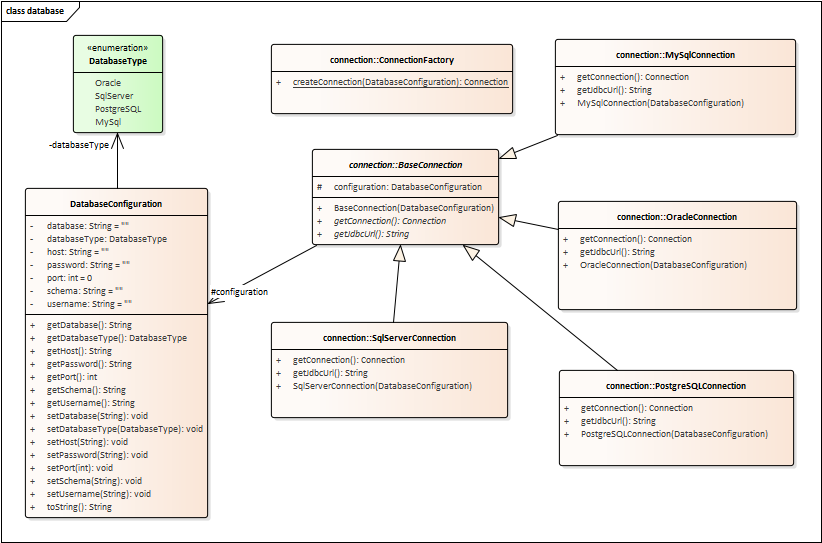 class database
«enumeration»
DatabaseType
Oracle
SqlServer
PostgreSQL
MySql
-databaseType
DatabaseConfiguration
- database: String = ""
- databaseType: DatabaseType
- host: String = ""
- password: String = ""
- port: int = 0
- schema: String = ""
- username: String = ""
+ getDatabase(): String
+ getDatabaseType(): DatabaseType
+ getHost(): String
+ getPassword(): String
+ getPort(): int
+ getSchema(): String
+ getUsername(): String
+ setDatabase(String): void
+ setDatabaseType(DatabaseType): void
+ setHost(String): void
+ setPassword(String): void
+ setPort(int): void
+ setSchema(String): void
+ setUsername(String): void
+ toString(): String
connection::ConnectionFactory
+ createConnection(DatabaseConfiguration): Connection
connection::BaseConnection
# configuration: DatabaseConfiguration
+ BaseConnection(DatabaseConfiguration)
+ getConnection(): Connection
+ getJdbcUrl(): String
#configuration
connection::SqlServerConnection
+ getConnection(): Connection
+ getJdbcUrl(): String
+ SqlServerConnection(DatabaseConfiguration)
connection::MySqlConnection
+ getConnection(): Connection
+ getJdbcUrl(): String
+ MySqlConnection(DatabaseConfiguration)
connection::OracleConnection
+ getConnection(): Connection
+ getJdbcUrl(): String
+ OracleConnection(DatabaseConfiguration)
connection::PostgreSQLConnection
+ getConnection(): Connection
+ getJdbcUrl(): String
+ PostgreSQLConnection(DatabaseConfiguration)